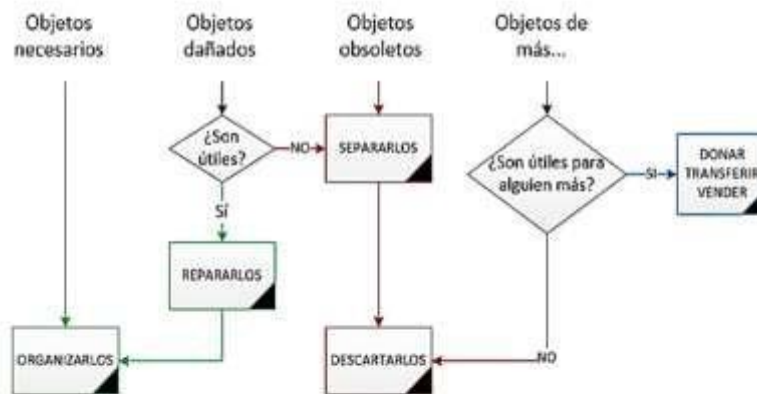 Objetos
necesarios
Objetos
dañados
Objetos
obsoletos
Objetos de
más...
¿Son
útiles?
NO
SEPARARLOS
¿Son útiles para
alguien más?
SI
DONAR
TRANSFERIR
VENDER
SÍ
REPARARLOS
ORGANIZARLOS
DESCARTARLOS
NO